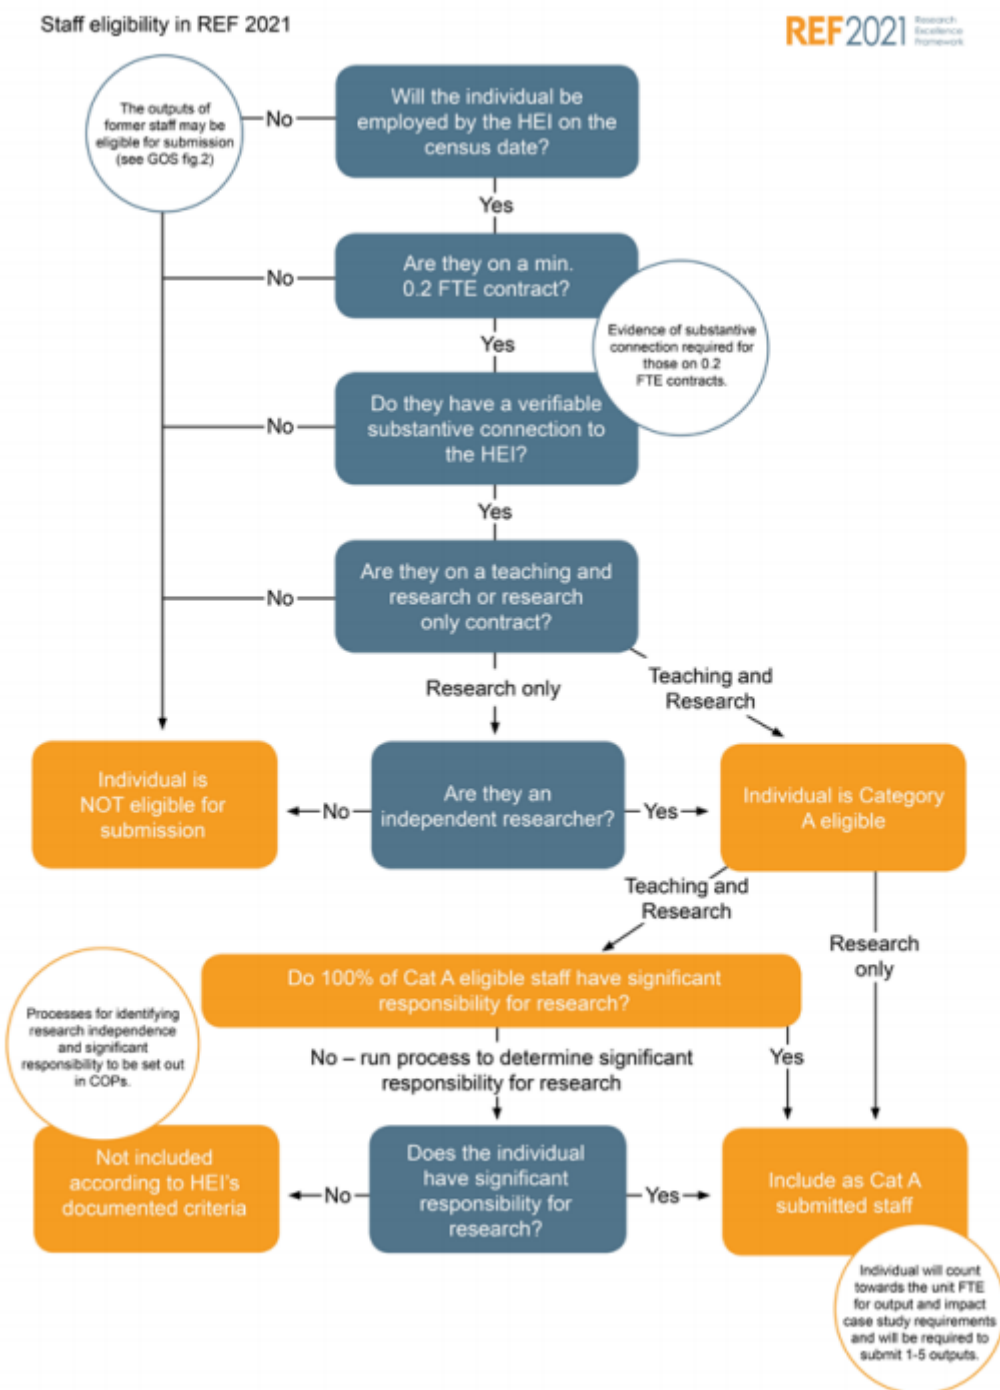 Staff eligibility in REF 2021
REF2021
Research
Excellence
Framework
The outputs of
former staff may be
eligible for submission
(see GOS fig.2)
No
Will the individual be
employed by the HEI on the
census date?
Yes
No
Are they on a min.
0.2 FTE contract?
Evidence of substantive
connection required for
those on 0.2
FTE contracts.
Yes
No
Do they have a verifiable
substantive connection to
the HEI?
Yes
No
Are they on a teaching and
research or research
only contract?
Research only
Teaching and
Research
Individual is
NOT eligible for
submission
No
Are they an
independent researcher?
Yes
Individual is Category
A eligible
Teaching and
Research
Research
only
Do 100% of Cat A eligible staff have significant
responsibility for research?
Processes for identifying
research independence
and significant
responsibility to be set out
in COPs.
No – run process to determine significant
responsibility for research
Yes
Not included
according to HEI's
documented criteria
No
Does the individual
have significant
responsibility for
research?
Yes
Include as Cat A
submitted staff
Individual will count
towards the unit FTE
for output and impact
case study requirements
and will be required to
submit 1-5 outputs.